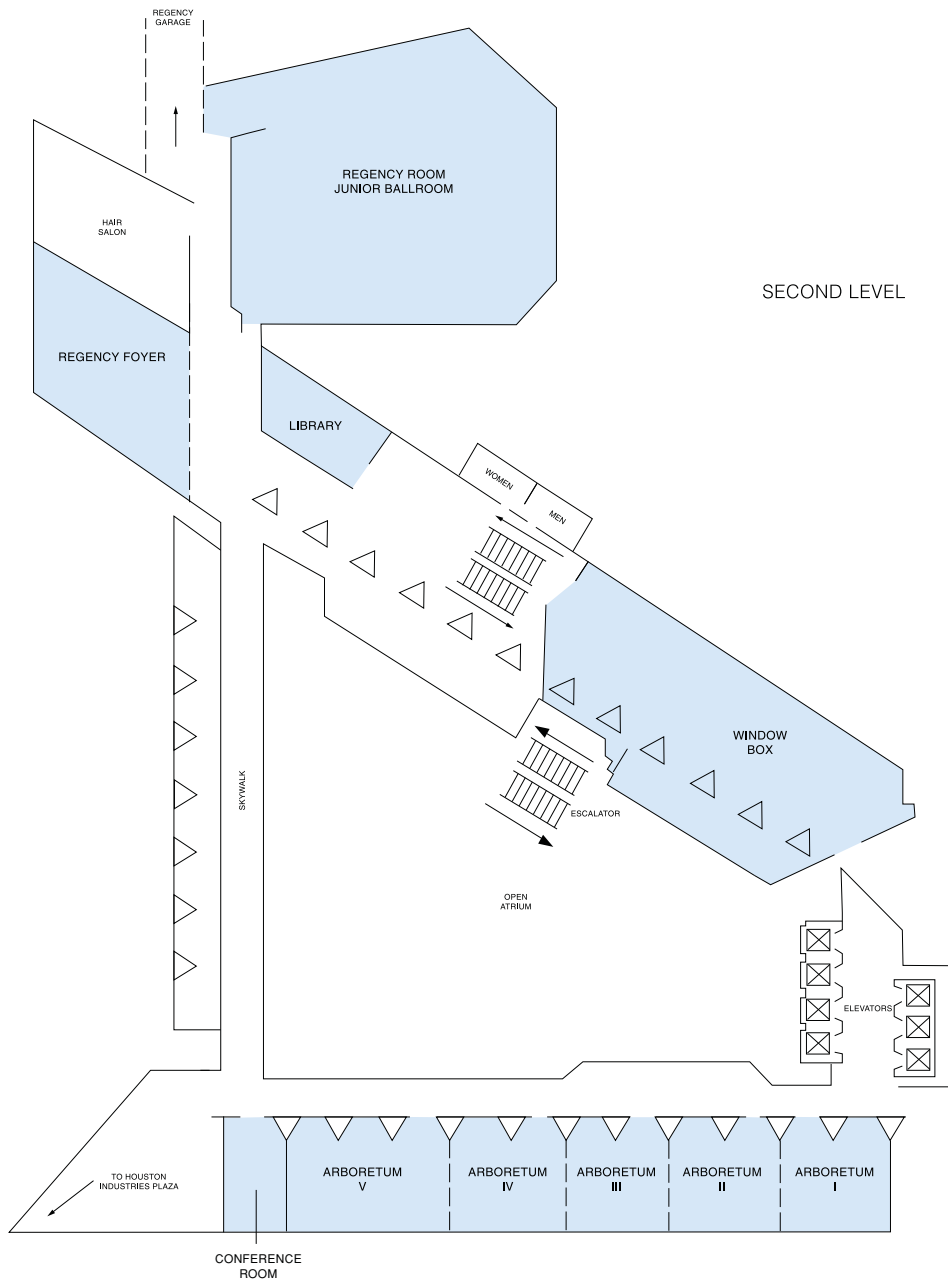 REGENCY
GARAGE
REGENCY ROOM
JUNIOR BALLROOM
HAIR
SALON
SECOND LEVEL
REGENCY FOYER
LIBRARY
WOMEN
MEN
WINDOW
BOX
SKYWALK
ESCALATOR
OPEN
ATRIUM
ELEVATORS
TO HOUSTON
INDUSTRIES PLAZA
ARBORETUM
V
ARBORETUM
IV
ARBORETUM
III
ARBORETUM
II
ARBORETUM
I
CONFERENCE
ROOM